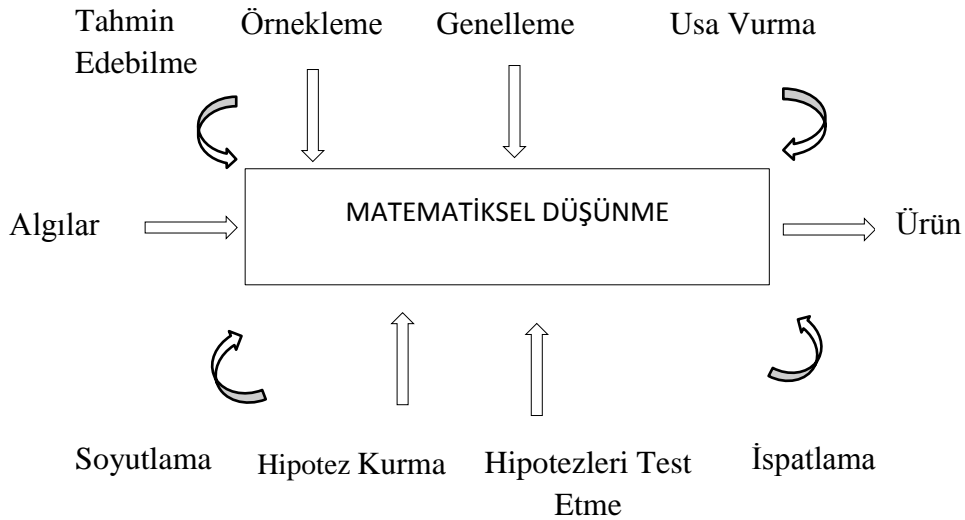 Tahmin
Edebilme
Örnekleme
Genelleme
Usa Vurma
MATEMATİKSEL DÜŞÜNME
Algılar
Ürün
Soyutlama
Hipotez Kurma
Hipotezleri Test
Etme
İspatlama